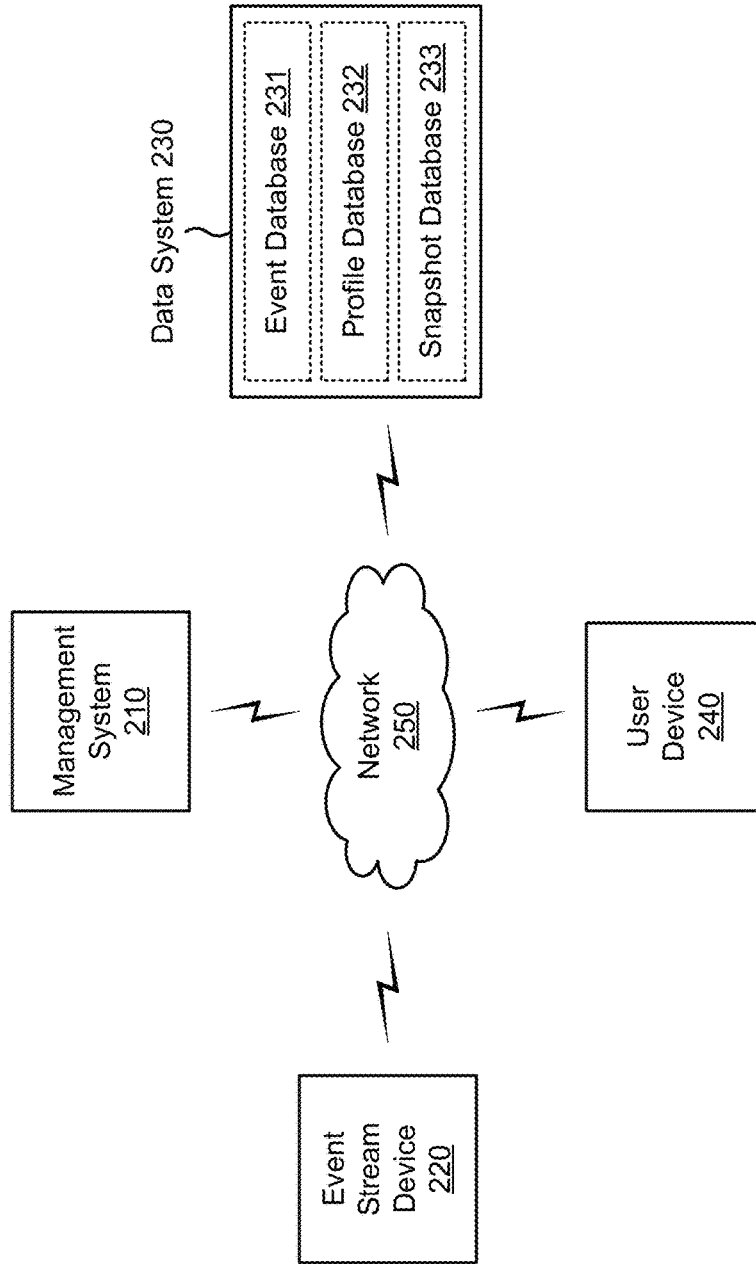 Management
System
210
Data System 230
Event Database 231
Profile Database 232
Snapshot Database 233
Event
Stream
Device
220
Network
250
User
Device
240